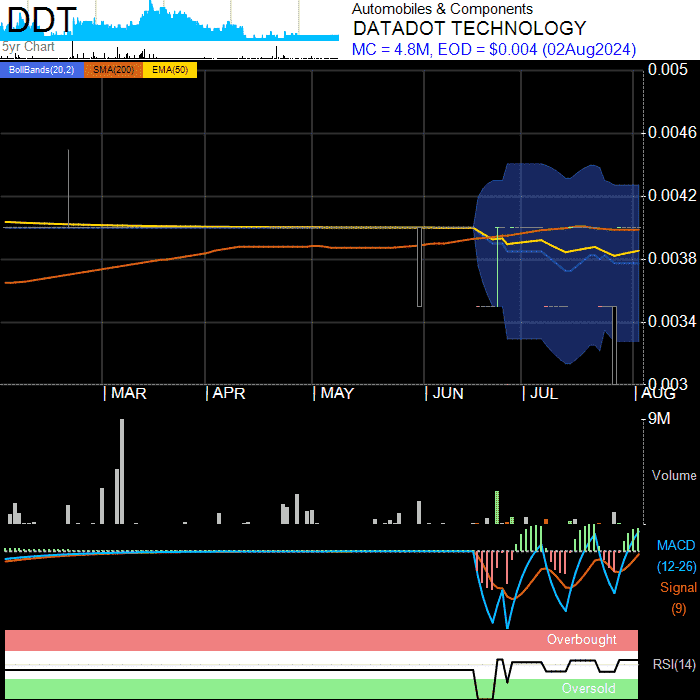 DDT
5yr Chart
Automobiles & Components
DATADOT TECHNOLOGY
MC = 4.8M, EOD = $0.004 (02Aug2024)
BollBands(20,2) SMA(200) EMA(50)
0.005
0.0046
0.0042
0.0038
0.0034
0.003
MAR APR MAY JUN JUL AUG
9M
Volume
MACD
(12-26)
Signal
(9)
Overbought
RSI(14)
Oversold